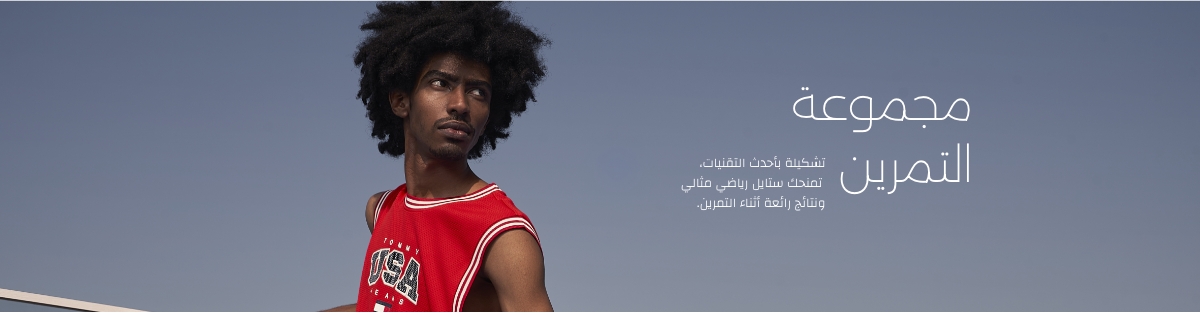 مجموعة
التمرين
تشكيلة بأحدث التقنيات،
تمنحك ستايل رياضي مثالي
ونتائج رائعة أثناء التمرين.
TOMMY
USA
JEANS